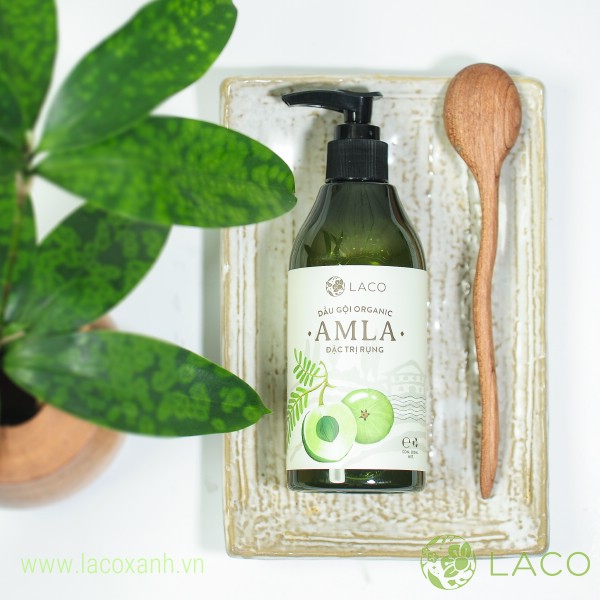 LACO
DẦU GỘI ORGANIC
AMLA
ĐẶC TRỊ RỤNG
www.lacoxanh.vn
LACO